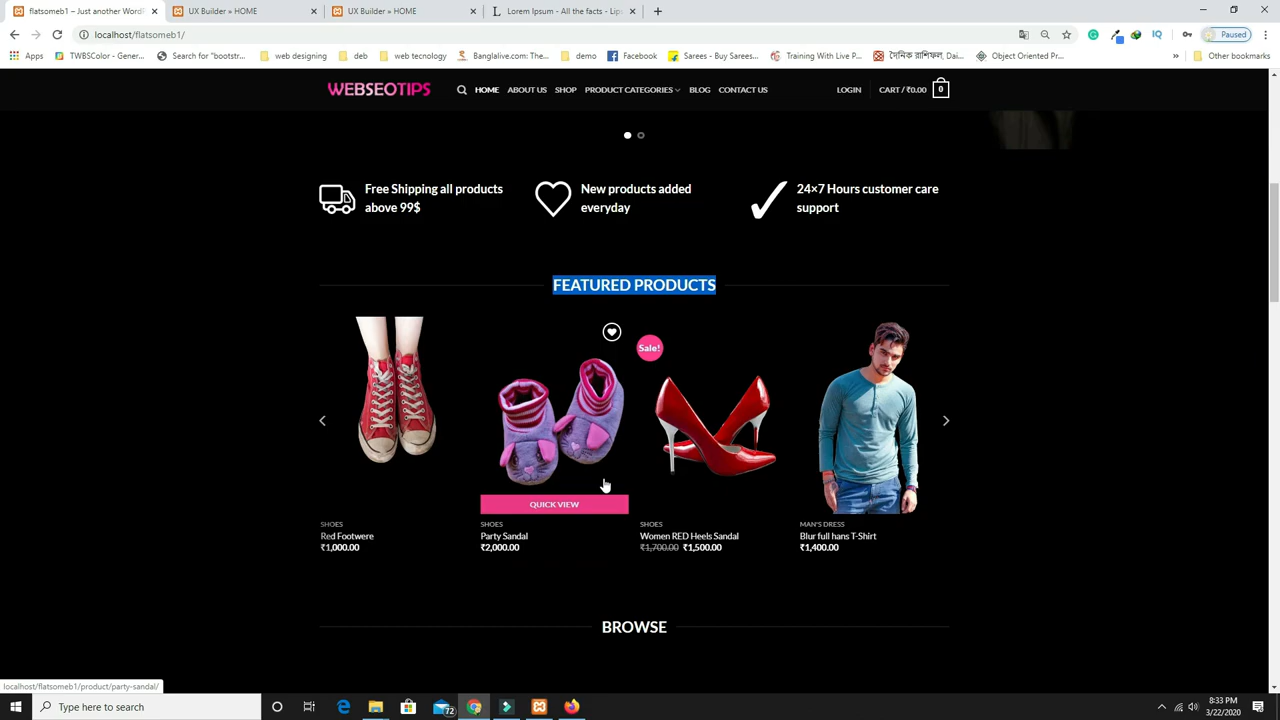 flatsomeb1 – Just another WordP
UX Builder » HOME
UX Builder » HOME
Lorem Ipsum - All the facts - Lips
localhost/flatsomeb1/
Paused
Apps
TWBSColor - Gener...
Search for "bootstr...
web designing
deb
web tecnology
Banglalive.com: The...
demo
Facebook
Sarees - Buy Sarees...
Training With Live P...
দৈনিক রাশিফল, Dai...
Object Oriented Pr...
»
Other bookmarks
WEBSEOTIPS
HOME
ABOUT US
SHOP
PRODUCT CATEGORIES
BLOG
CONTACT US
LOGIN
CART / ₹0.00
0
Free Shipping all products
above 99$
New products added
everyday
24×7 Hours customer care
support
FEATURED PRODUCTS
Sale!
QUICK VIEW
SHOES
Red Footwere
₹1,000.00
SHOES
Party Sandal
₹2,000.00
SHOES
Women RED Heels Sandal
₹1,700.00 ₹1,500.00
MAN'S DRESS
Blur full hans T-Shirt
₹1,400.00
BROWSE
localhost/flatsomeb1/product/party-sandal/
Type here to search
72
8:33 PM
3/22/2020